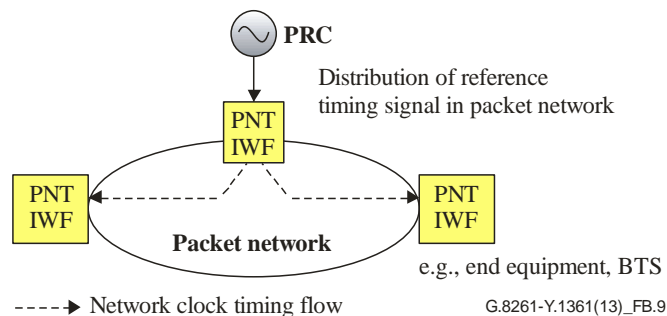 PRC
Distribution of reference
timing signal in packet network
PNT
IWF
PNT
IWF
PNT
IWF
Packet network
e.g., end equipment, BTS
Network clock timing flow
G.8261-Y.1361(13)_FB.9